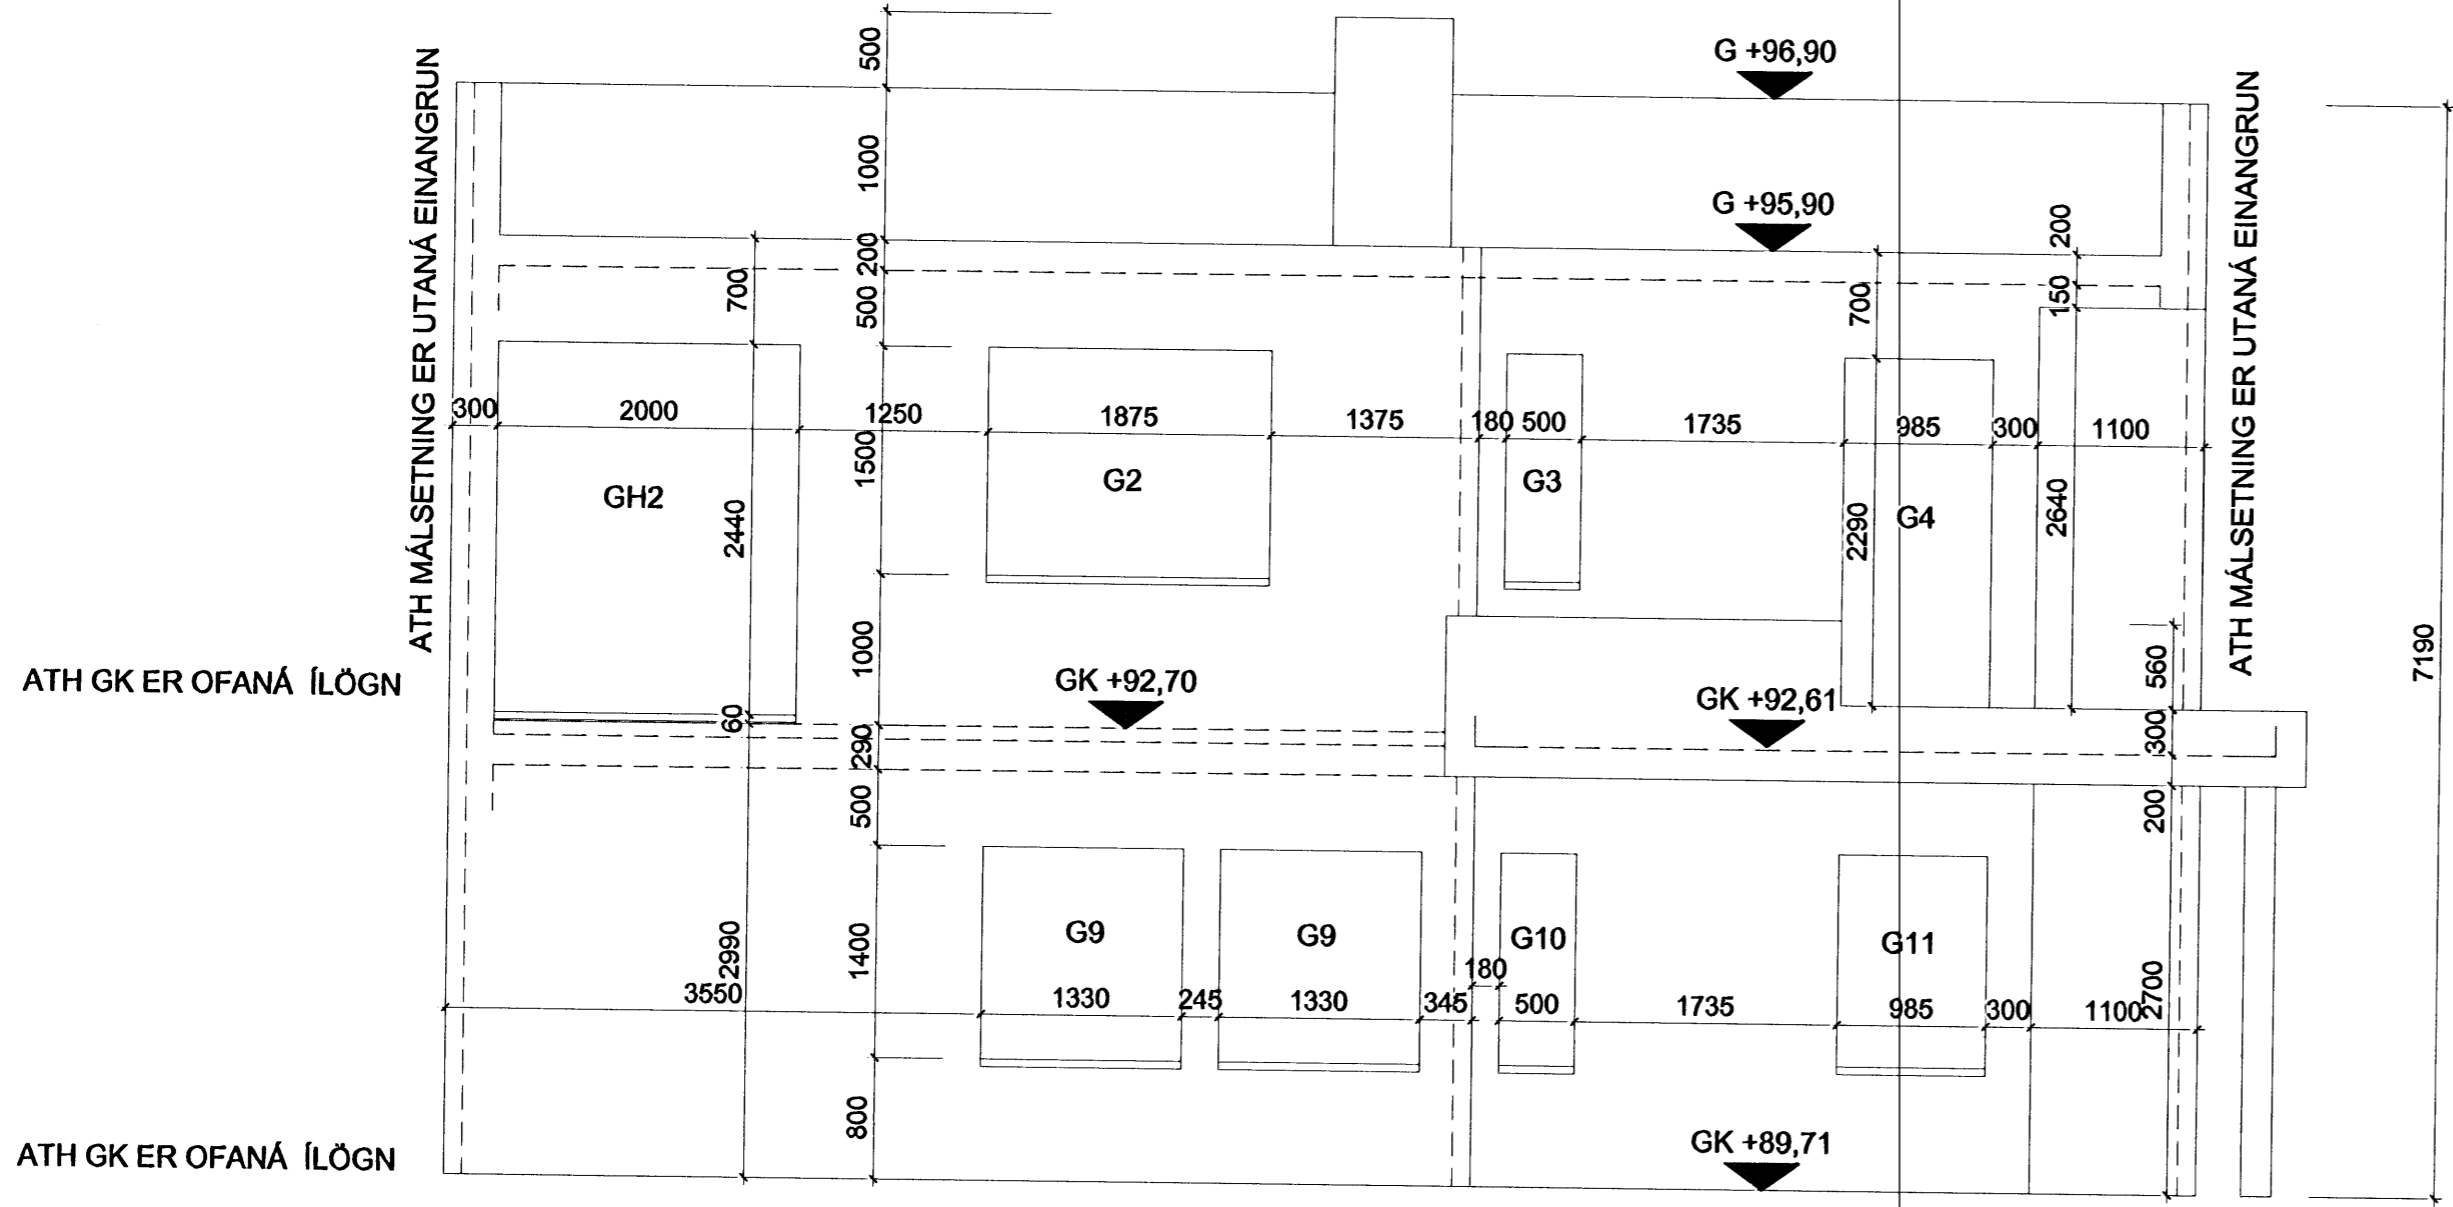 500
G +96,90
ATH MÁLSETNING ER UTANÁ EINANGRUN
ATH MÁLSETNING ER UTANÁ EINANGRUN
1000
G +95,90
200
200
700
500
700
150
300
2000
1250
1875
1375
180
500
1735
985
300
1100
1500
GH2
G2
G3
G4
2440
2290
2640
1000
560
7190
ATH GK ER OFANÁ ÍLÖGN
GK +92,70
GK +92,61
60
290
300
500
200
G9
G9
G10
G11
2990
1400
180
2700
3550
1330
245
1330
345
500
1735
985
300
1100
800
ATH GK ER OFANÁ ÍLÖGN
GK +89,71